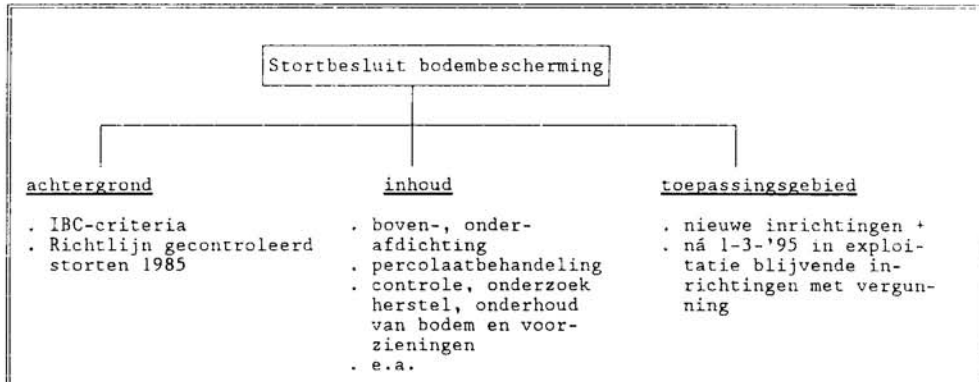 Stortbesluit bodembescherming
achtergrond
. IBC-criteria
. Richtlijn gecontroleerd
storten 1985
inhoud
. boven-, onder-
afdichting
. percolaatbehandeling
. controle, onderzoek
herstel, onderhoud
van bodem en voor-
zieningen
. e.a.
toepassingsgebied
. nieuwe inrichtingen +
. ná 1-3-'95 in exploi-
tatie blijvende in-
richtingen met vergun-
ning